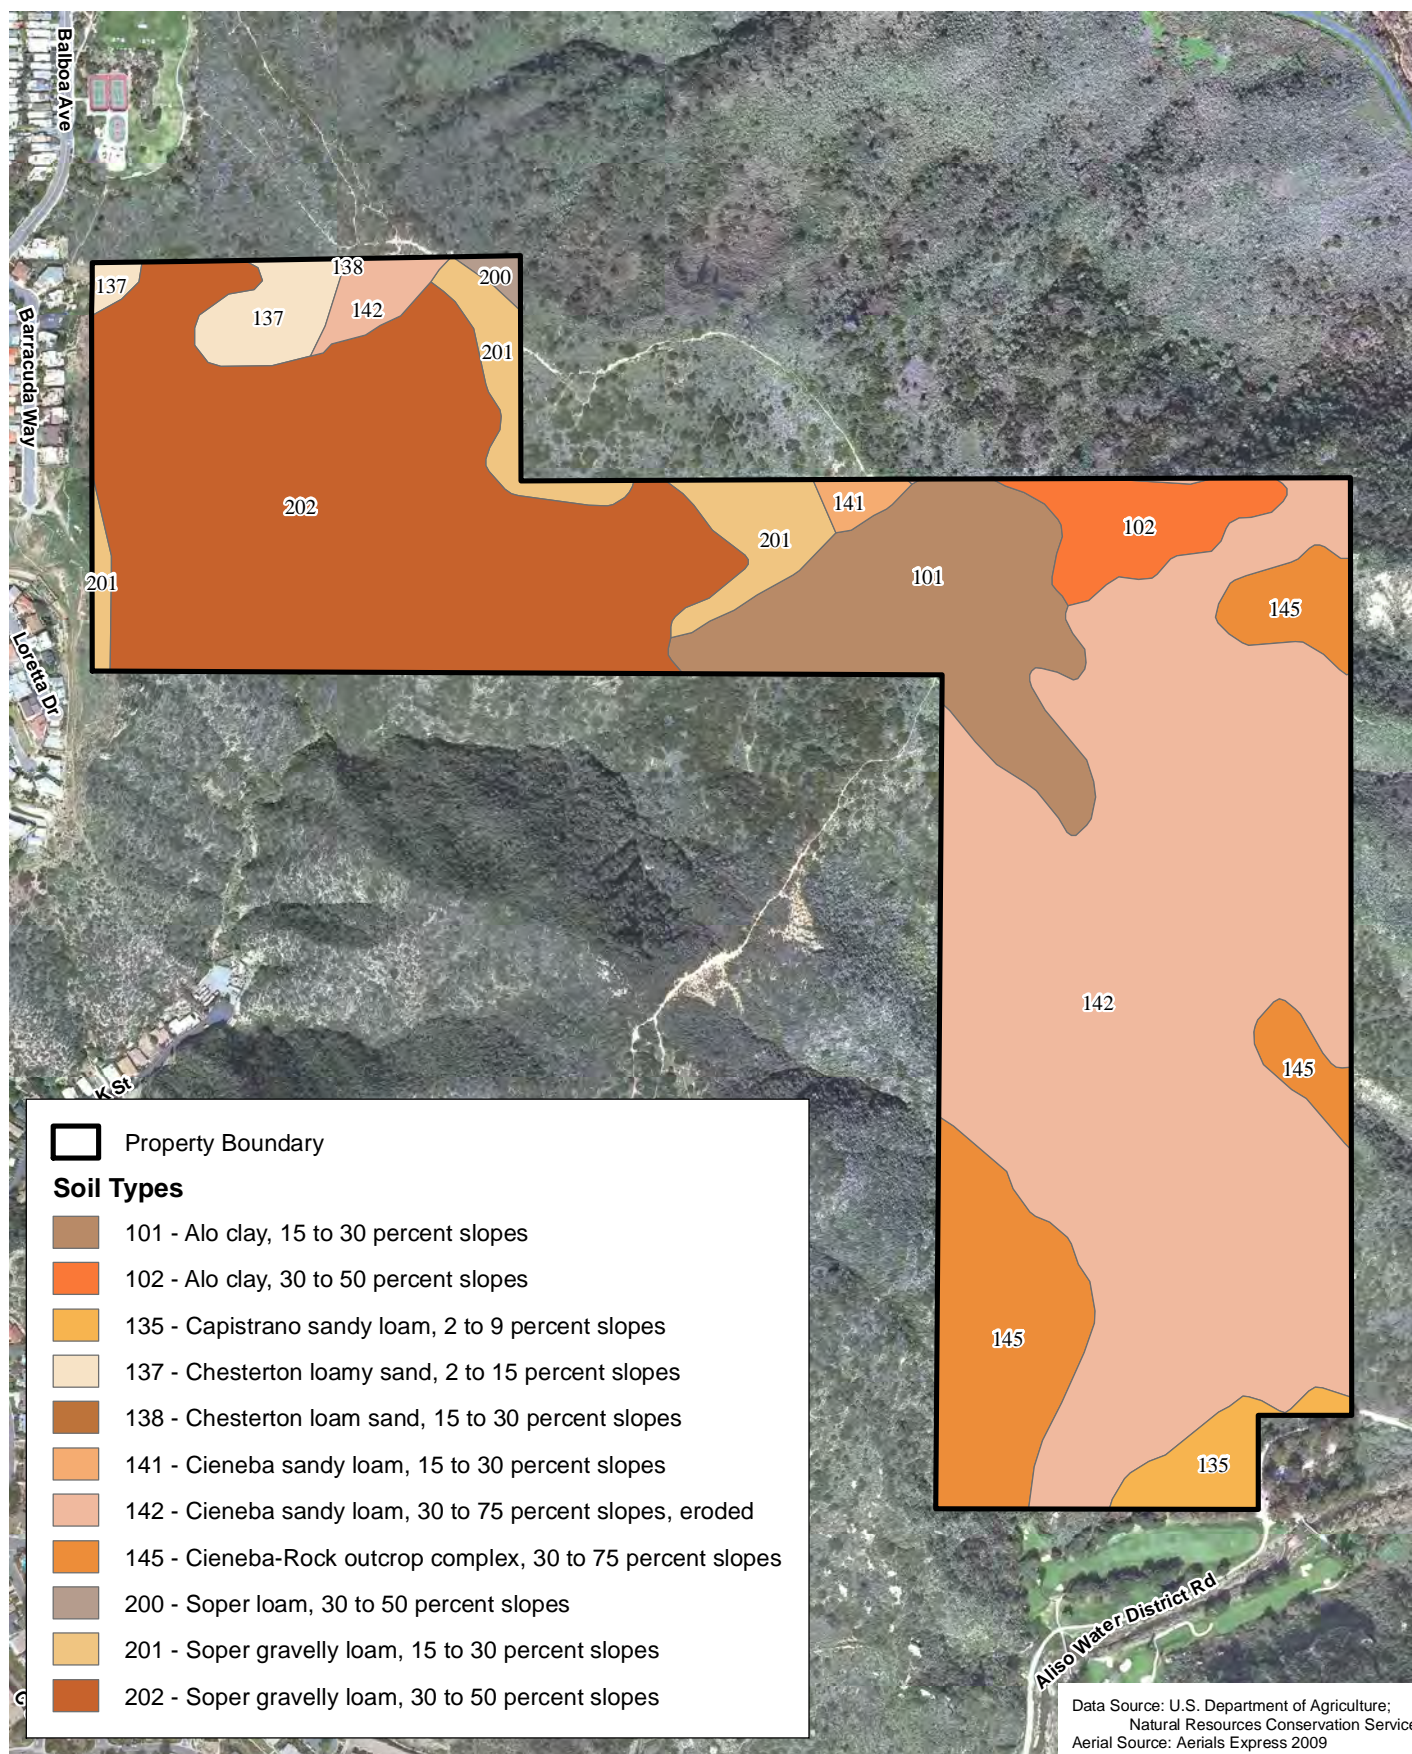 Balboa Ave
137
138
200
137
142
Barracuda Way
201
202
141
201
102
101
201
145
Loretta Dr
142
145
K St
145
135
Property Boundary
Soil Types
101 - Alo clay, 15 to 30 percent slopes
102 - Alo clay, 30 to 50 percent slopes
135 - Capistrano sandy loam, 2 to 9 percent slopes
137 - Chesterton loamy sand, 2 to 15 percent slopes
138 - Chesterton loam sand, 15 to 30 percent slopes
141 - Cieneba sandy loam, 15 to 30 percent slopes
142 - Cieneba sandy loam, 30 to 75 percent slopes, eroded
145 - Cieneba-Rock outcrop complex, 30 to 75 percent slopes
200 - Soper loam, 30 to 50 percent slopes
201 - Soper gravelly loam, 15 to 30 percent slopes
202 - Soper gravelly loam, 30 to 50 percent slopes
Aliso Water District Rd
Data Source: U.S. Department of Agriculture;
Natural Resources Conservation Service
Aerial Source: Aerials Express 2009